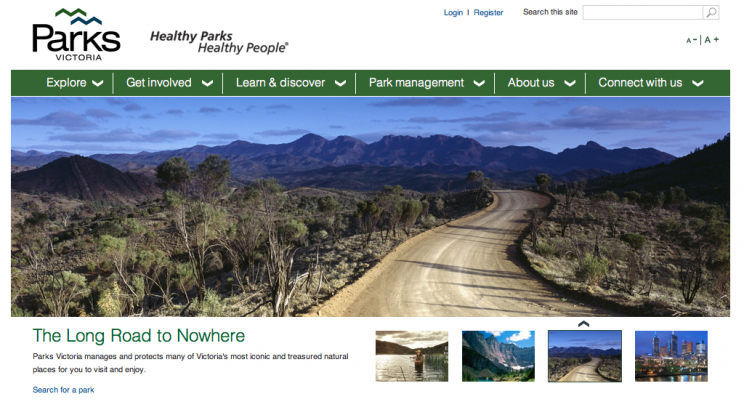 Login | Register
Search this site
Parks
VICTORIA
Healthy Parks
Healthy People®
A - | A +
Explore
Get involved
Learn & discover
Park management
About us
Connect with us
The Long Road to Nowhere
Parks Victoria manages and protects many of Victoria's most iconic and treasured natural
places for you to visit and enjoy.
Search for a park